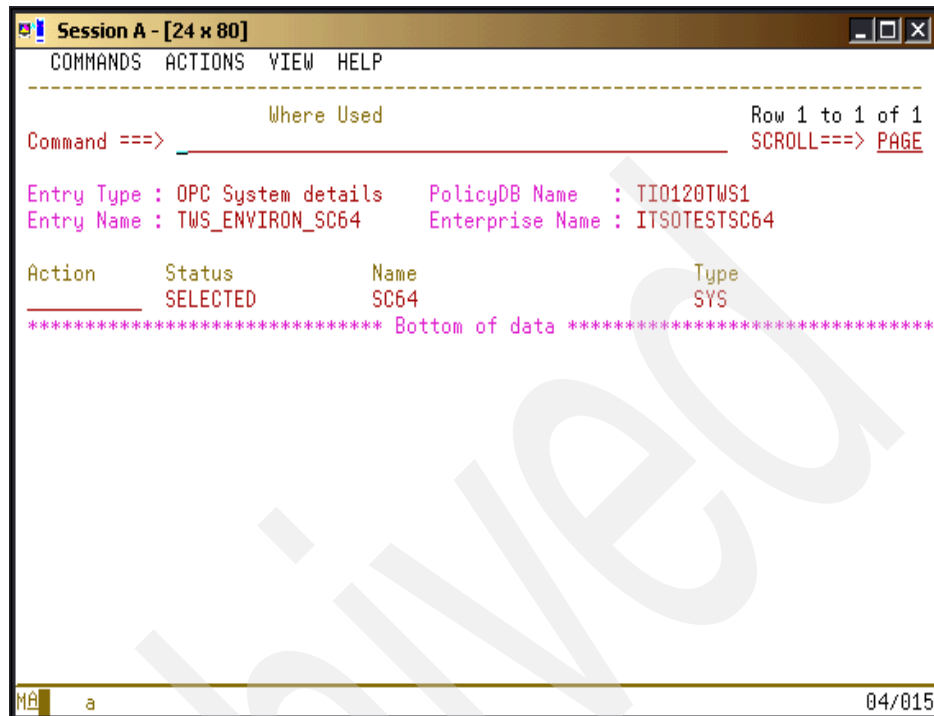 Session A - [24 x 80]
COMMANDS ACTIONS VIEW HELP
--------------------------------------------------------------------------------
Where Used Row 1 to 1 of 1
Command ===> SCROLL===> PAGE
Entry Type : OPC System details PolicyDB Name : TIO120TWS1
Entry Name : TWS_ENVIRON_SC64 Enterprise Name : ITSOTESTSC64
Action Status Name Type
SELECTED SC64 SYS
******************************* Bottom of data ********************************
MA a 04/015
hived